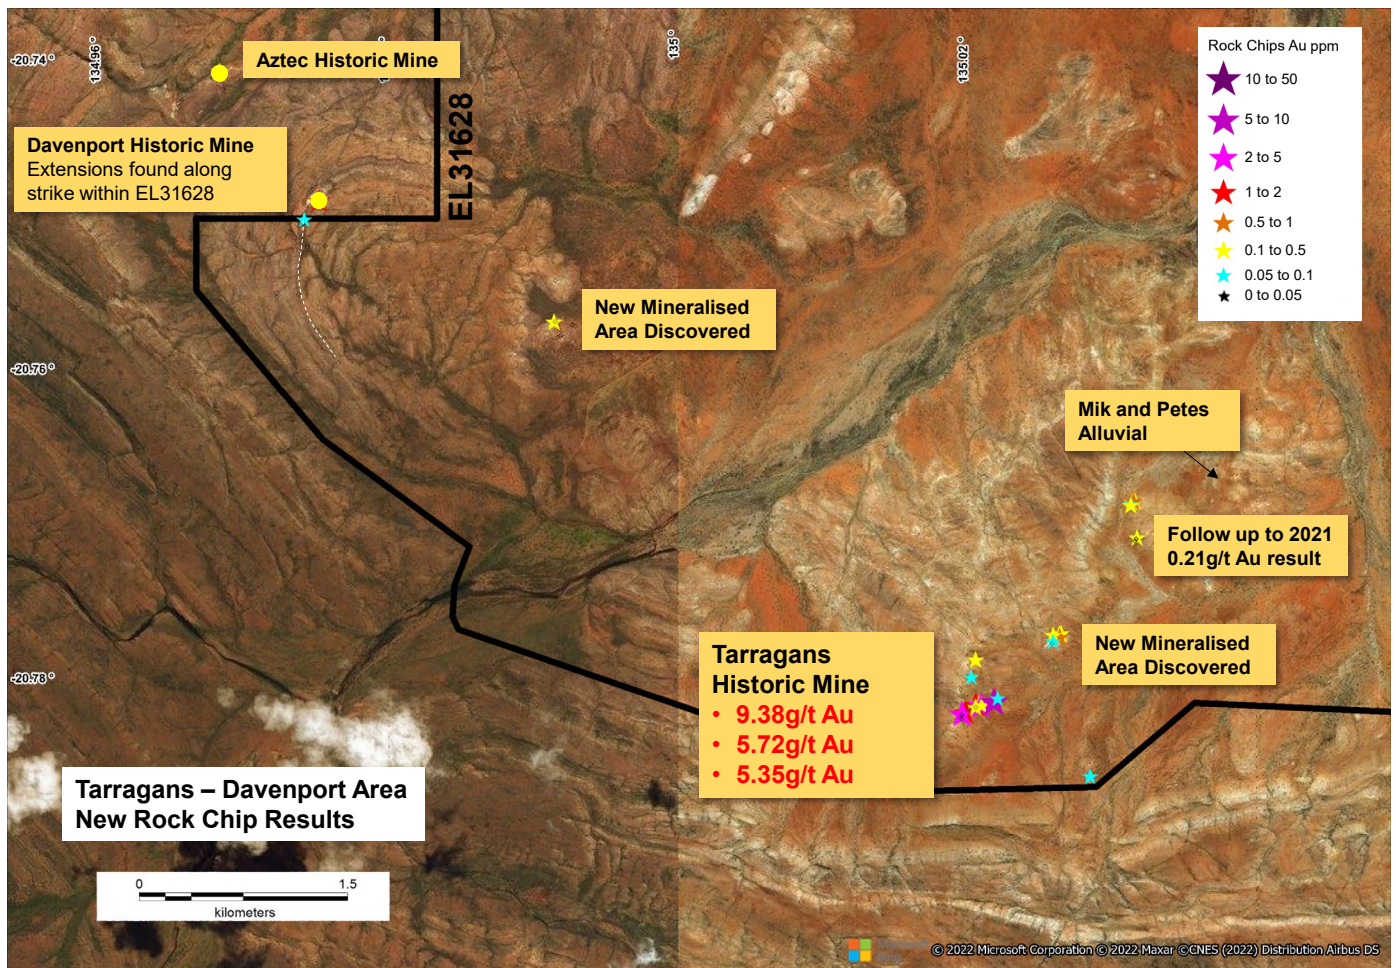 -20.74 °
134.96 °
°
135 °
135.02 °
Aztec Historic Mine
EL31628
Davenport Historic Mine
Extensions found along
strike within EL31628
Rock Chips Au ppm
10 to 50
5 to 10
2 to 5
1 to 2
0.5 to 1
0.1 to 0.5
0.05 to 0.1
0 to 0.05
New Mineralised
Area Discovered
-20.76 °
Mik and Petes
Alluvial
Follow up to 2021
0.21g/t Au result
New Mineralised
Area Discovered
Tarragans
Historic Mine
• 9.38g/t Au
• 5.72g/t Au
• 5.35g/t Au
-20.78 °
Tarragans – Davenport Area
New Rock Chip Results
0 1.5
kilometers
© 2022 Microsoft Corporation © 2022 Maxar ©CNES (2022) Distribution Airbus DS